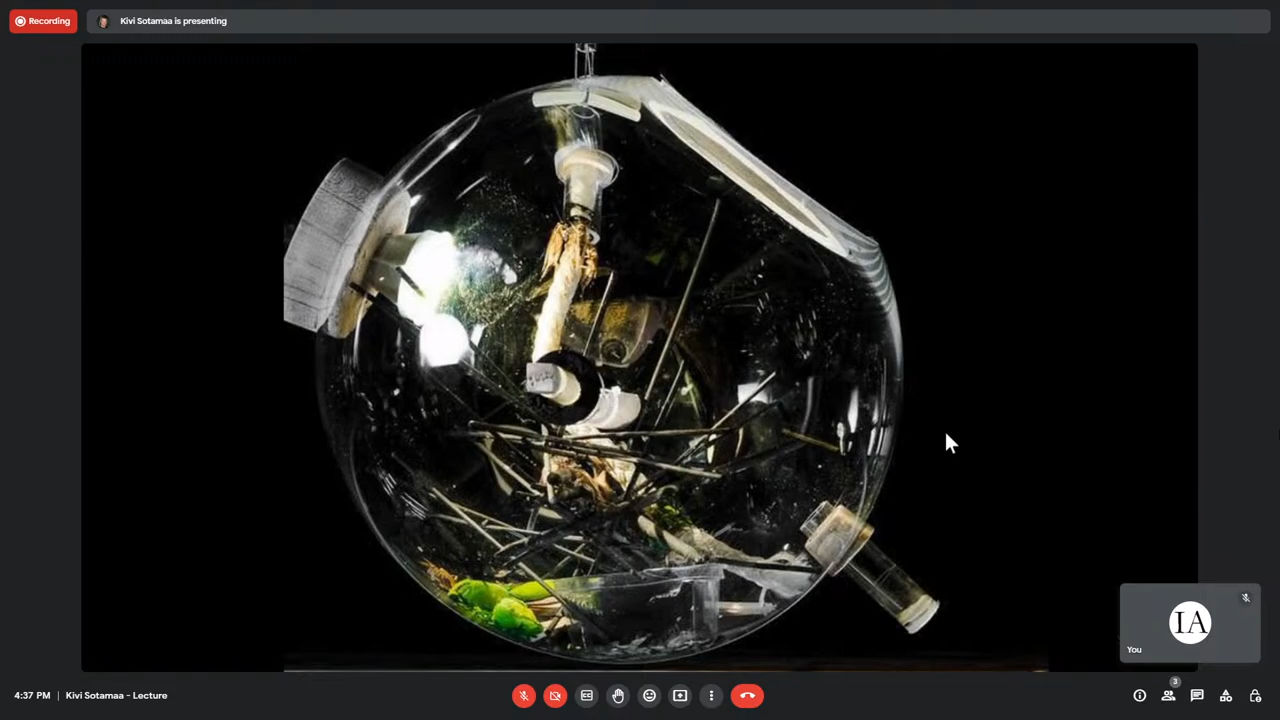 Recording
Kivi Sotamaa is presenting
IA
You
3
4:37 PM | Kivi Sotamaa - Lecture